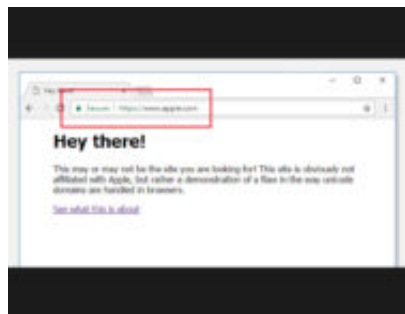 Hey there!
Secure | https://www.apple.com
Hey there!
This may or may not be the site you are looking for! This site is obviously not
affiliated with Apple, but rather a demonstration of a flaw in the way unicode
domains are handled in browsers.
See what this is about